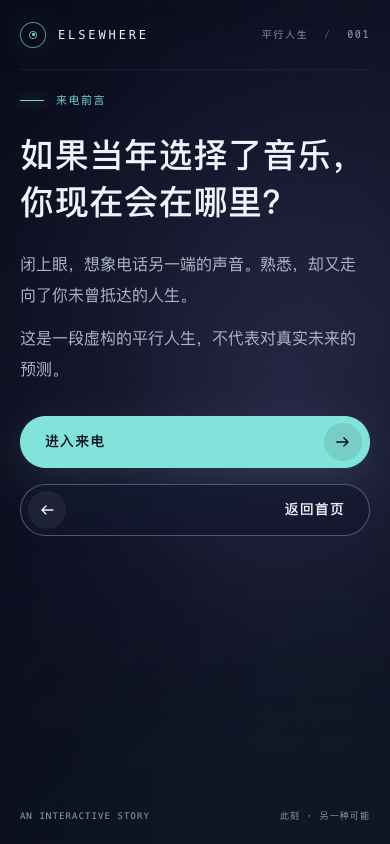 ELSEWHERE
平行人生 / 001
来电前言
如果当年选择了音乐，
你现在会在哪里？
闭上眼，想象电话另一端的声音。熟悉，却又走
向了你未曾抵达的人生。
这是一段虚构的平行人生，不代表对真实未来的
预测。
进入来电
返回首页
AN INTERACTIVE STORY
此刻 · 另一种可能